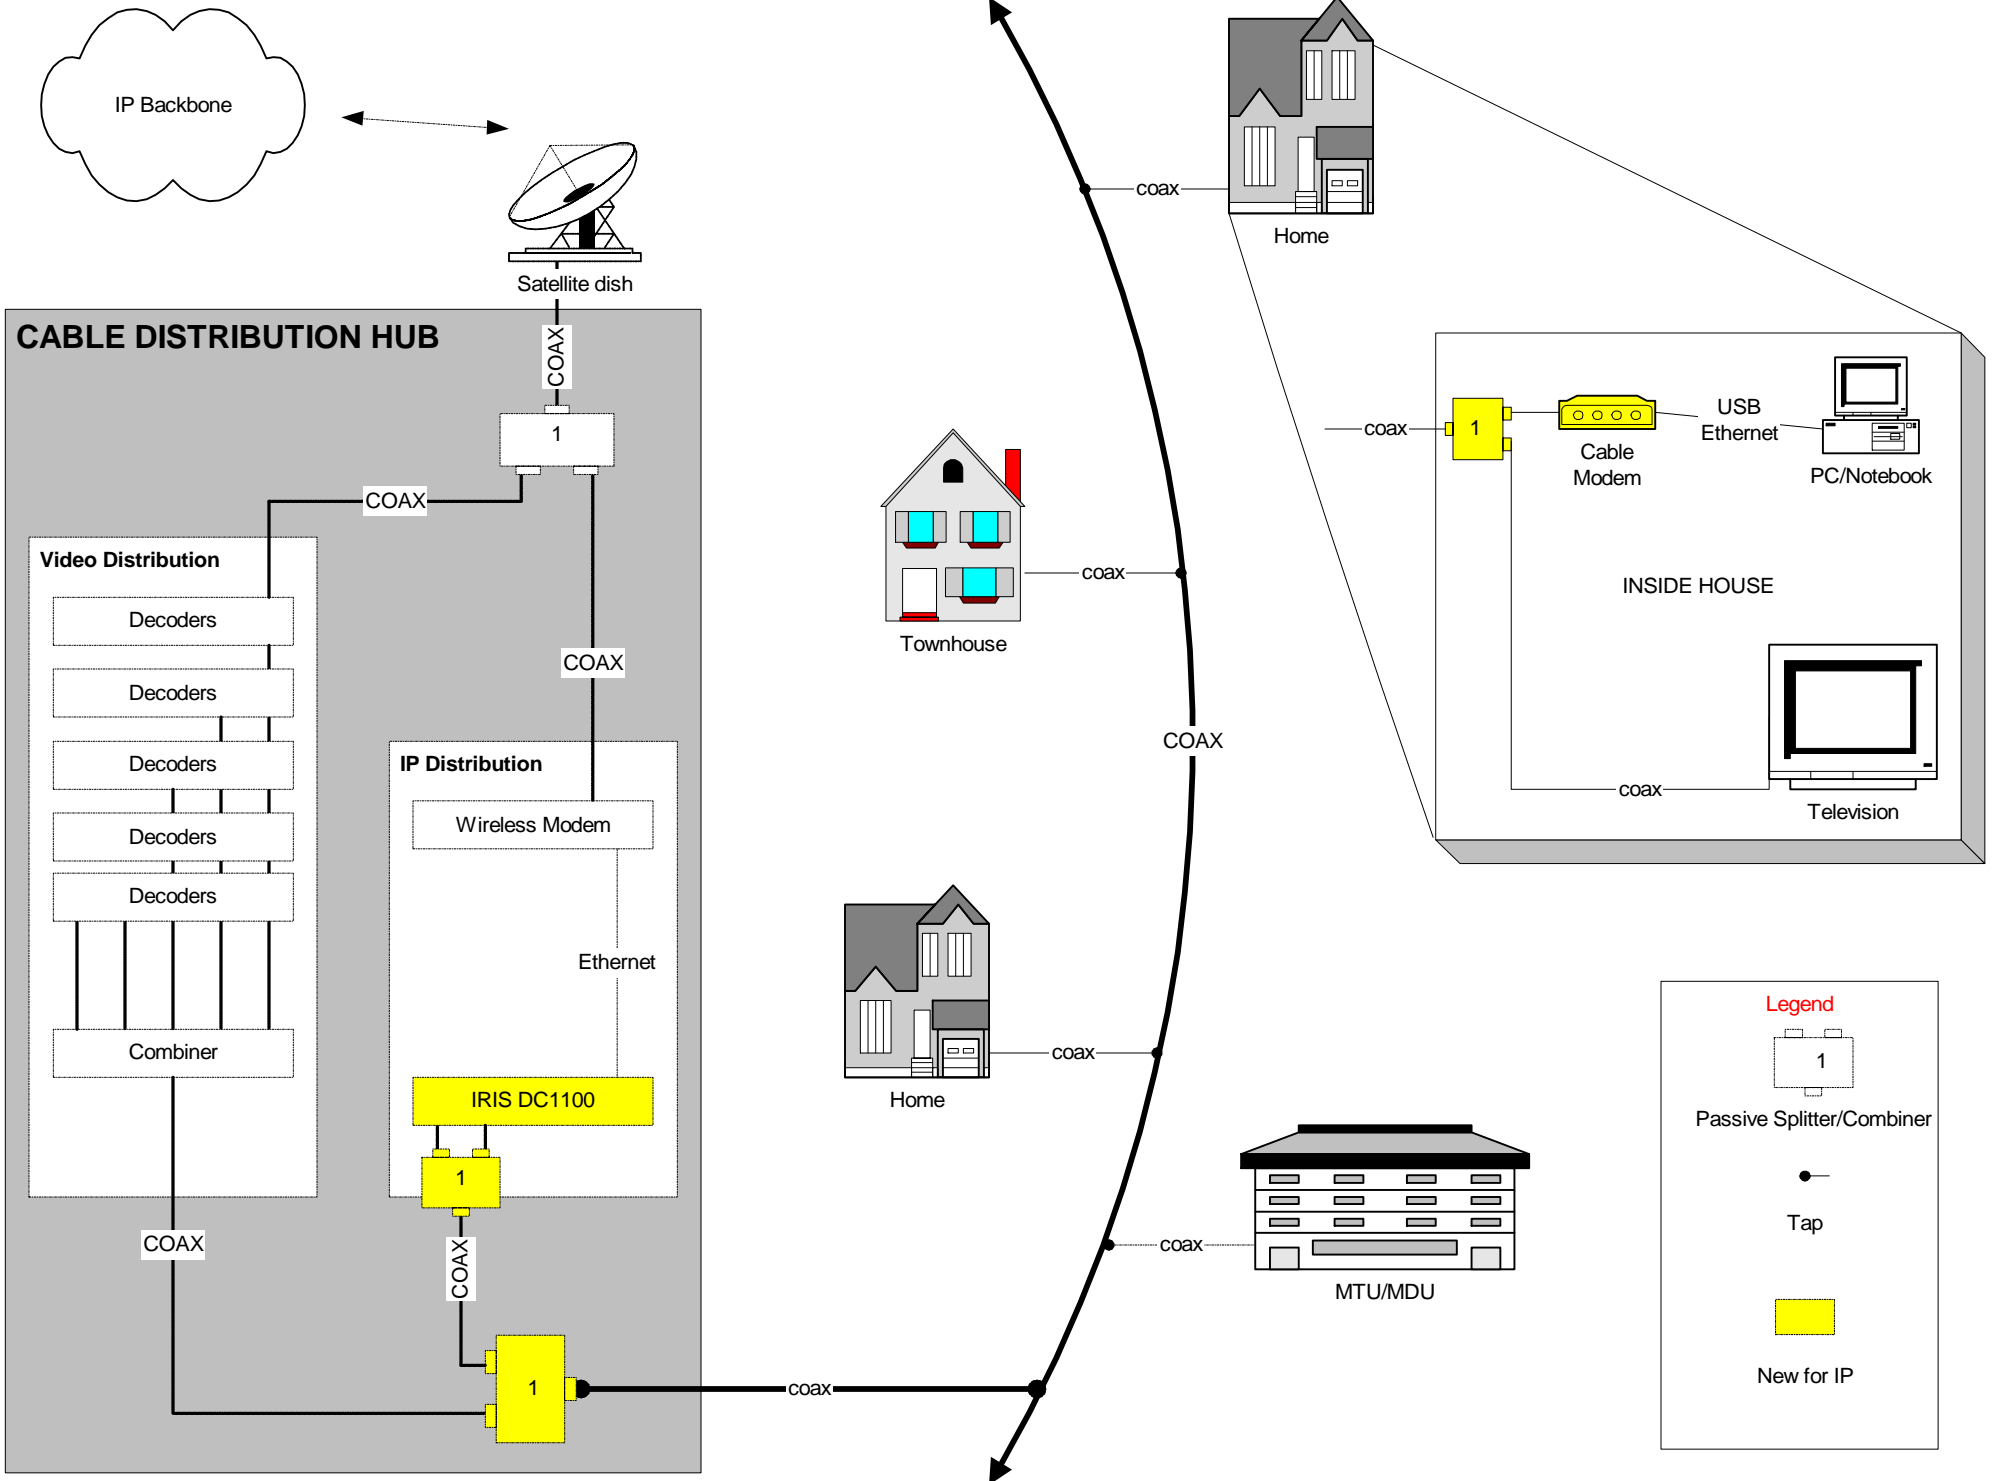 IP Backbone
Satellite dish
CABLE DISTRIBUTION HUB
COAX
1
COAX
Video Distribution
Decoders
Decoders
Decoders
Decoders
Decoders
Combiner
COAX
COAX
IP Distribution
Wireless Modem
Ethernet
IRIS DC1100
1
COAX
1
coax
coax
Home
Townhouse
coax
COAX
Home
coax
coax
MTU/MDU
coax
1
Cable
Modem
USB
Ethernet
PC/Notebook
INSIDE HOUSE
coax
Television
Legend
1
Passive Splitter/Combiner
Tap
New for IP